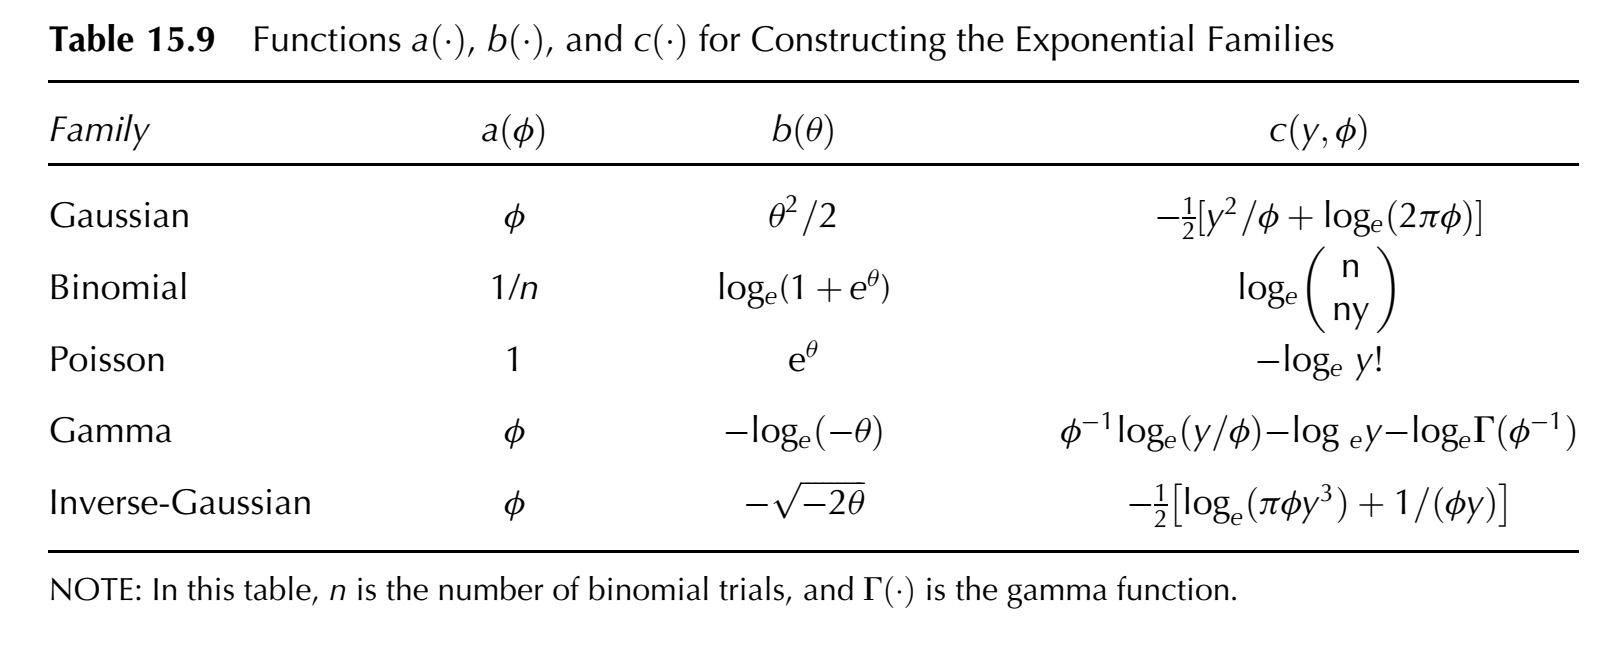 Table 15.9 Functions a(·), b(·), and c(·) for Constructing the Exponential Families
Family a(ϕ) b(θ) c(y, ϕ)
Gaussian ϕ θ²/2 −½[y²/ϕ + logₑ(2πϕ)]
Binomial 1/n logₑ(1 + e^θ) logₑ(n ny)
Poisson 1 e^θ −logₑ y!
Gamma ϕ −logₑ(−θ) ϕ⁻¹logₑ(y/ϕ)−log ₑy−logₑΓ(ϕ⁻¹)
Inverse-Gaussian ϕ −√−2θ −½[logₑ(πϕy³) + 1/(ϕy)]
NOTE: In this table, n is the number of binomial trials, and Γ(·) is the gamma function.